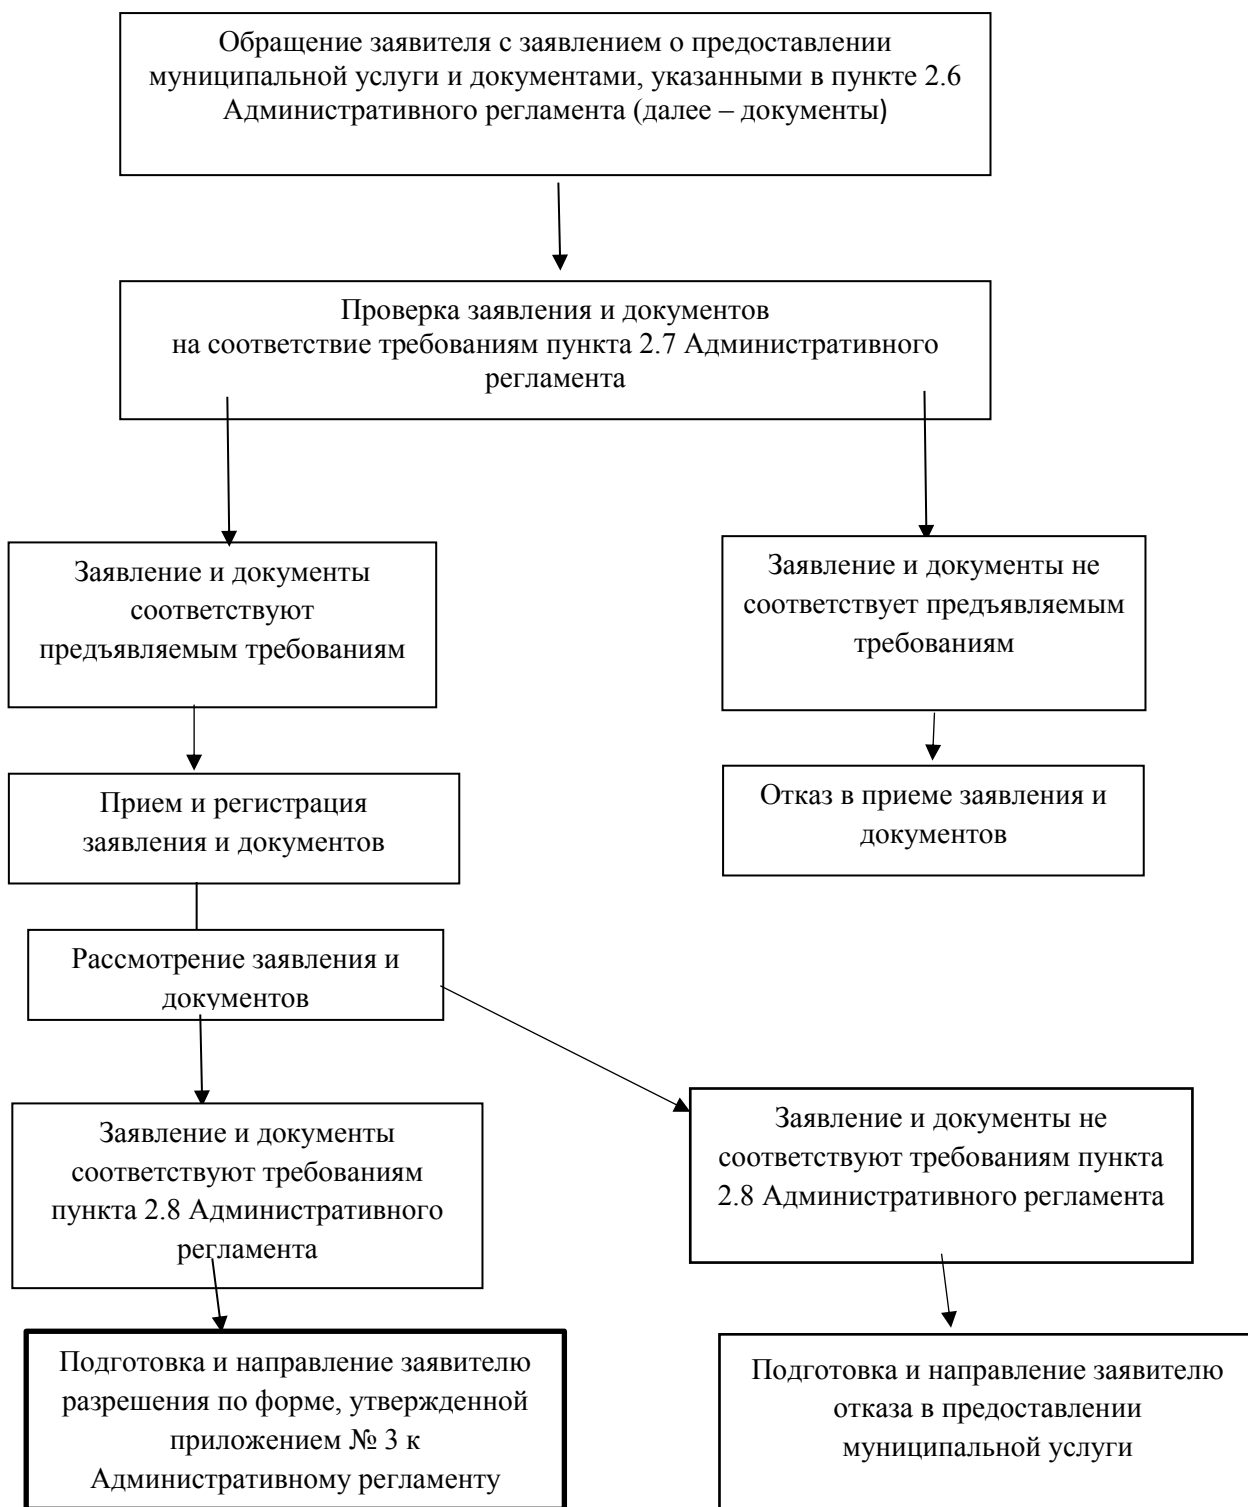 Обращение заявителя с заявлением о предоставлении
муниципальной услуги и документами, указанными в пункте 2.6
Административного регламента (далее – документы)
Проверка заявления и документов
на соответствие требованиям пункта 2.7 Административного
регламента
Заявление и документы
соответствуют
предъявляемым требованиям
Заявление и документы не
соответствует предъявляемым
требованиям
Прием и регистрация
заявления и документов
Отказ в приеме заявления и
документов
Рассмотрение заявления и
документов
Заявление и документы
соответствуют требованиям
пункта 2.8 Административного
регламента
Заявление и документы не
соответствуют требованиям пункта
2.8 Административного регламента
Подготовка и направление заявителю
разрешения по форме, утвержденной
приложением № 3 к
Административному регламенту
Подготовка и направление заявителю
отказа в предоставлении
муниципальной услуги